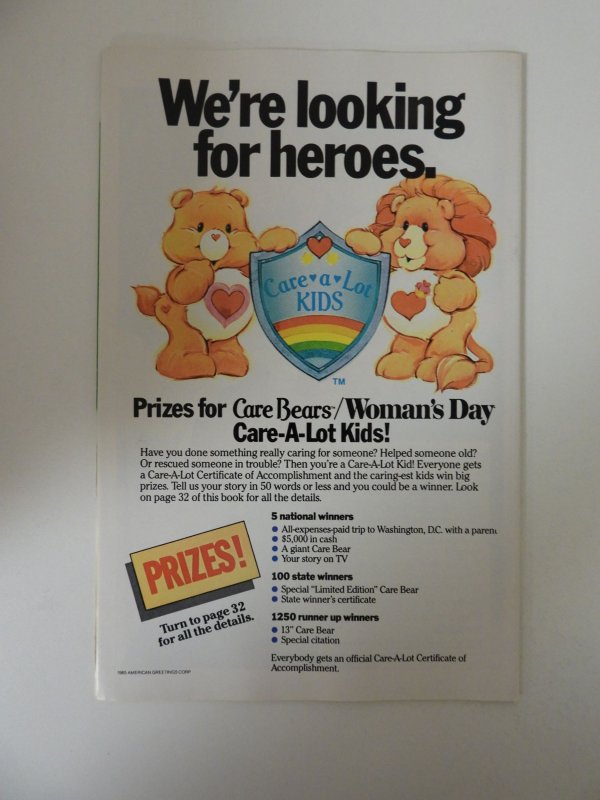 We're looking
for heroes.
Care♥a♥Lot
KIDS
TM
Prizes for Care Bears™/Woman's Day
Care-A-Lot Kids!
Have you done something really caring for someone? Helped someone old?
Or rescued someone in trouble? Then you're a Care-A-Lot Kid! Everyone gets
a Care-A-Lot Certificate of Accomplishment and the caring-est kids win big
prizes. Tell us your story in 50 words or less and you could be a winner. Look
on page 32 of this book for all the details.
PRIZES!
Turn to page 32
for all the details.
5 national winners
● All-expenses-paid trip to Washington, D.C. with a paren
● $5,000 in cash
● A giant Care Bear
● Your story on TV
100 state winners
● Special "Limited Edition" Care Bear
● State winner's certificate
1250 runner up winners
● 13" Care Bear
● Special citation
Everybody gets an official Care-A-Lot Certificate of
Accomplishment.
1985 AMERICAN GREETINGS CORP